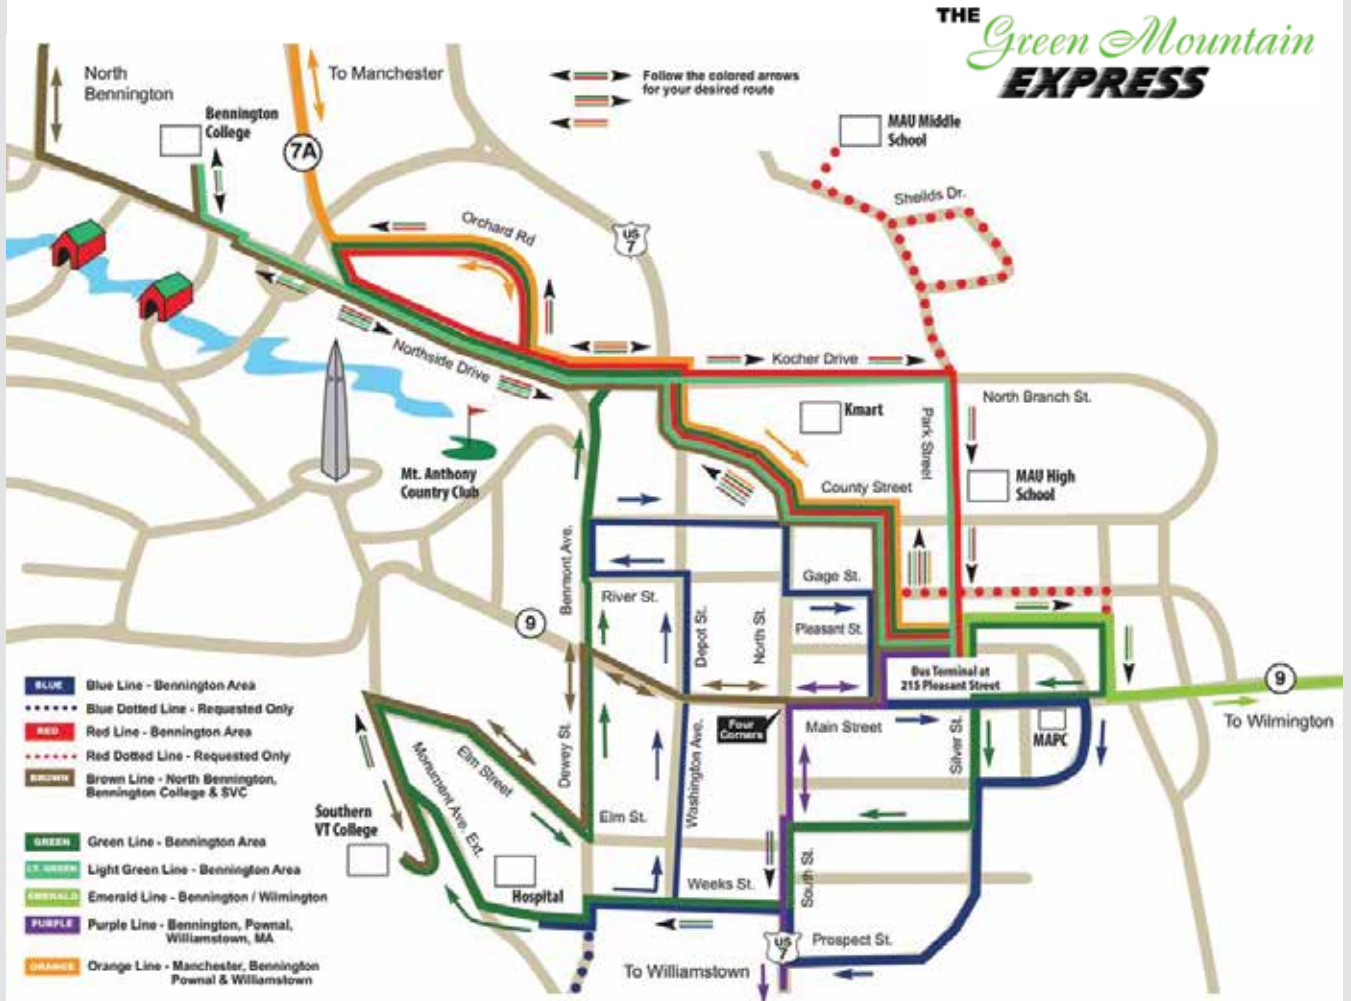 THE
Green Mountain
EXPRESS
North
Bennington
To Manchester
Follow the colored arrows
for your desired route
Bennington
College
7A
MAU Middle
School
Sheilds Dr.
Orchard Rd
US
7
Northside Drive
Kocher Drive
North Branch St.
Kmart
Park Street
Mt. Anthony
Country Club
County Street
MAU High
School
Benmont Ave.
Gage St.
River St.
Depot St.
North St.
Pleasant St.
9
Bus Terminal at
215 Pleasant Street
9
To Wilmington
BLUE
Blue Line - Bennington Area
Blue Dotted Line - Requested Only
RED
Red Line - Bennington Area
Red Dotted Line - Requested Only
BROWN
Brown Line - North Bennington,
Bennington College & SVC
Four
Corners
Main Street
MAPC
Silver St.
Washington Ave.
Dewey St.
Elm Street
Monument Ave. Ext.
Elm St.
Southern
VT College
GREEN
Green Line - Bennington Area
LT. GREEN
Light Green Line - Bennington Area
EMERALD
Emerald Line - Bennington / Wilmington
PURPLE
Purple Line - Bennington, Pownal,
Williamstown, MA
ORANGE
Orange Line - Manchester, Bennington
Pownal & Williamstown
Hospital
Weeks St.
South St.
US
7
Prospect St.
To Williamstown